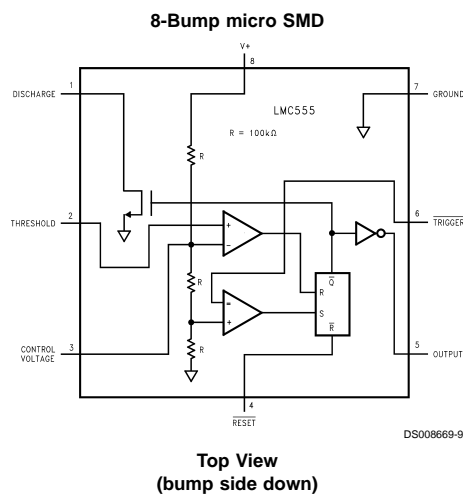 8-Bump micro SMD
V+
8
1
DISCHARGE
7
GROUND
LMC555
R = 100kΩ
R
6
TRIGGER
THRESHOLD
2
+
−
Q
R
R
=
+
S
R
R
3
CONTROL
VOLTAGE
5
OUTPUT
4
RESET
DS008669-9
Top View
(bump side down)